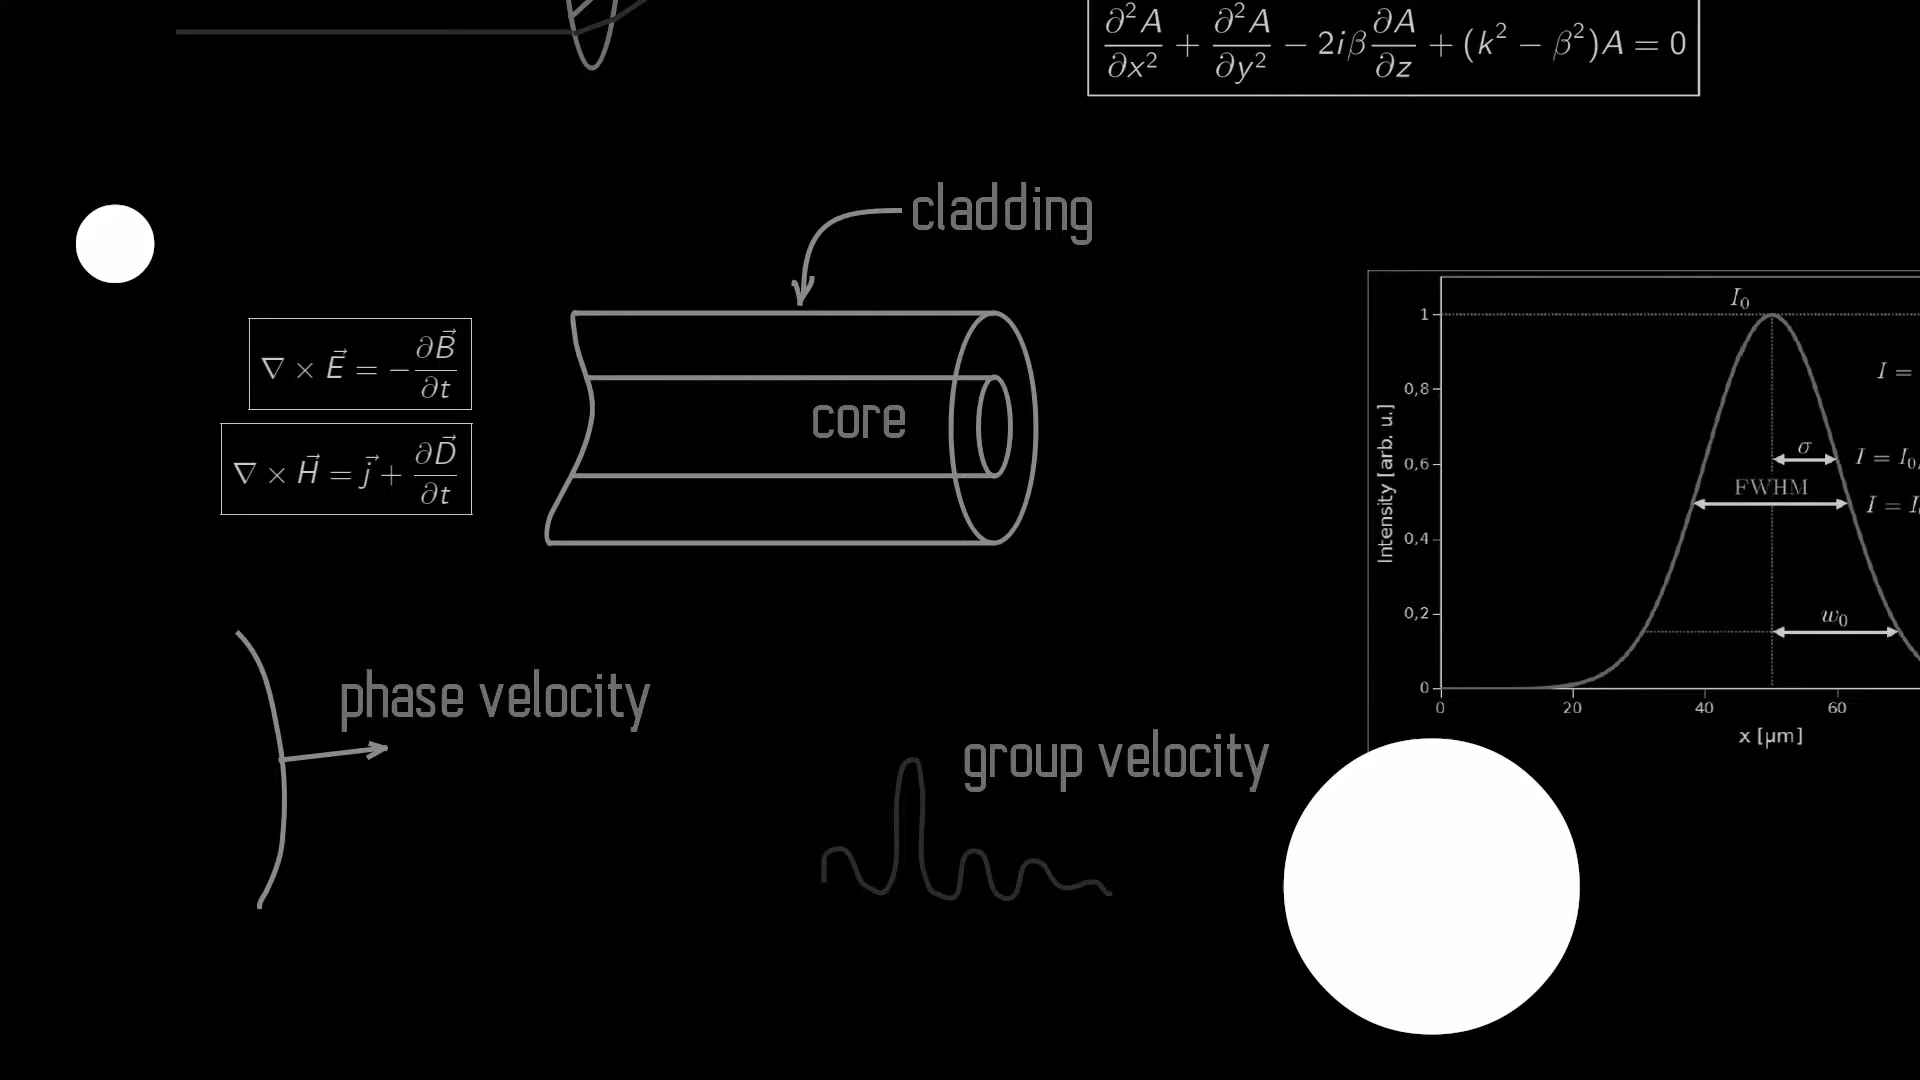 ∂²A/∂x² + ∂²A/∂y² − 2iβ ∂A/∂z + (k² − β²)A = 0
cladding
∇ × E⃗ = − ∂B⃗/∂t
core
∇ × H⃗ = j⃗ + ∂D⃗/∂t
phase velocity
group velocity
I₀
1
I =
0,8
Intensity [arb. u.]
σ
0,6
I = I₀
FWHM
I = I
0,4
0,2
w₀
0
0 20 40 60
x [µm]